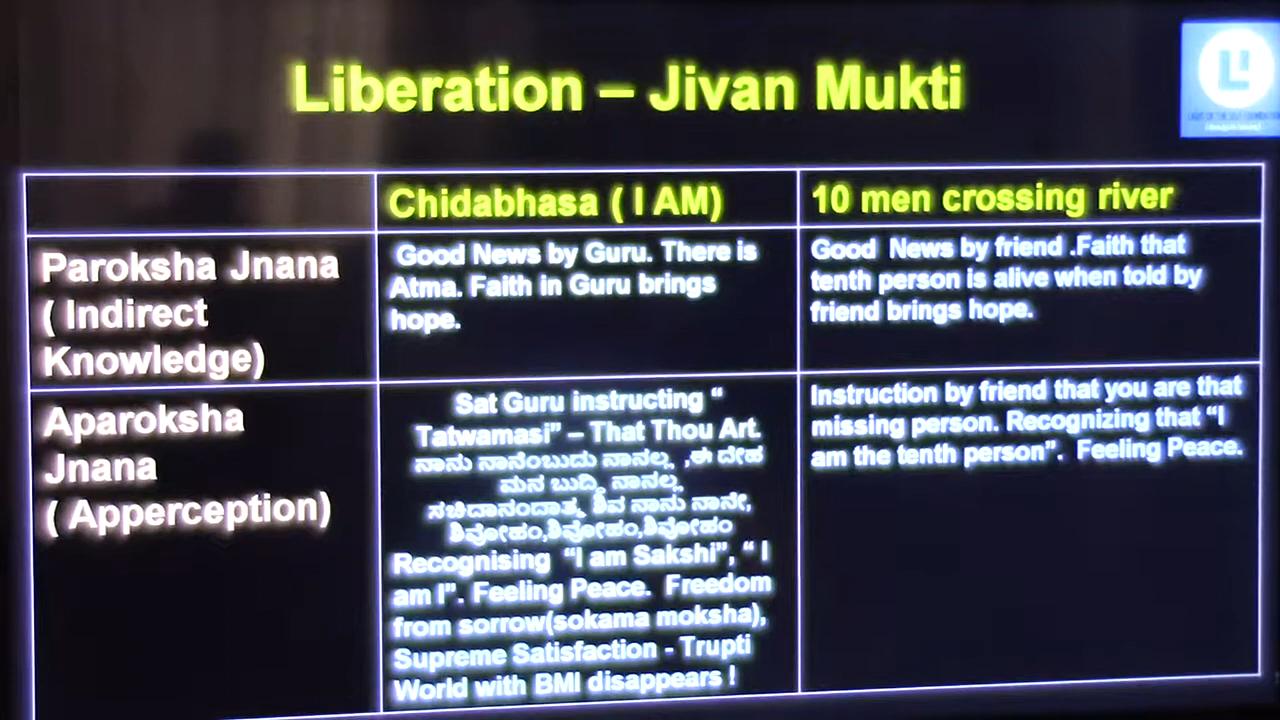 Liberation – Jivan Mukti
Chidabhasa ( I AM)
10 men crossing river
Paroksha Jnana
( Indirect
Knowledge)
Good News by Guru. There is
Atma. Faith in Guru brings
hope.
Good News by friend .Faith that
tenth person is alive when told by
friend brings hope.
Aparoksha
Jnana
( Apperception)
Sat Guru instructing “
Tatwamasi” – That Thou Art.
ನಾನು ನಾನೆಂಬುದು ನಾನಲ್ಲ, ,ಈ ದೇಹ
ಮನ ಬುದ್ದಿ ನಾನಲ್ಲ,
ಸಚಿದಾನಂದಾತ್ಮ ಶಿವ ನಾನು ನಾನೇ,
ಶಿವೋಹಂ,ಶಿವೋಹಂ,ಶಿವೋಹಂ
Recognising “I am Sakshi”, “ I
am I”. Feeling Peace. Freedom
from sorrow(sokama moksha),
Supreme Satisfaction - Trupti
World with BMI disappears !
Instruction by friend that you are that
missing person. Recognizing that “I
am the tenth person”. Feeling Peace.